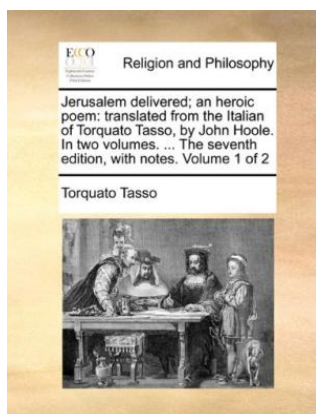 ECCO
Religion and Philosophy
Jerusalem delivered; an heroic
poem: translated from the Italian
of Torquato Tasso, by John Hoole.
In two volumes. ... The seventh
edition, with notes. Volume 1 of 2
Torquato Tasso